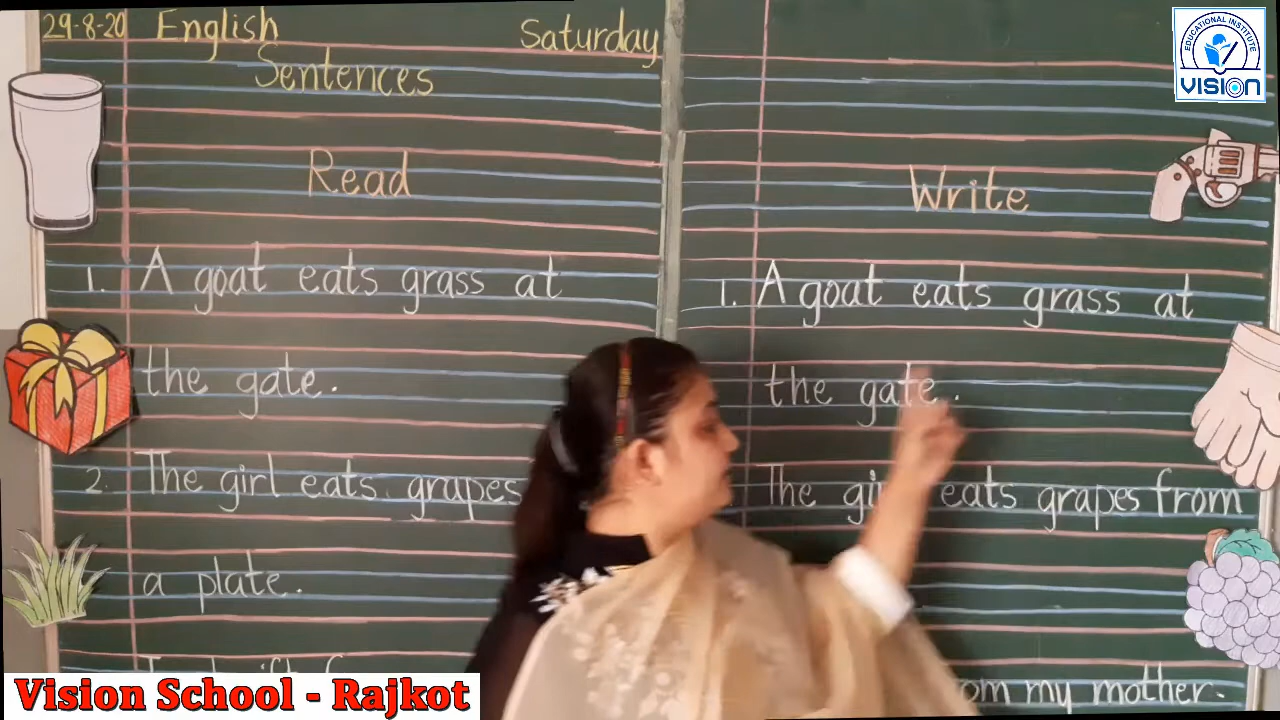 29-8-20 English Saturday
Sentences
Read
1. A goat eats grass at
the gate.
2. The girl eats grapes
a plate.
Write
1. A goat eats grass at
the gate.
The eats grapes from
my mother.
EDUCATIONAL INSTITUTE
VISION
Vision School - Rajkot